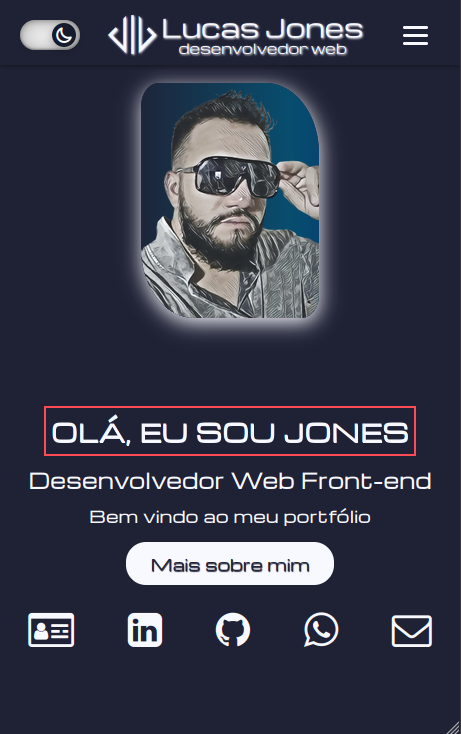 Lucas Jones
desenvolvedor web
OLÁ, EU SOU JONES
Desenvolvedor Web Front-end
Bem vindo ao meu portfólio
Mais sobre mim
in